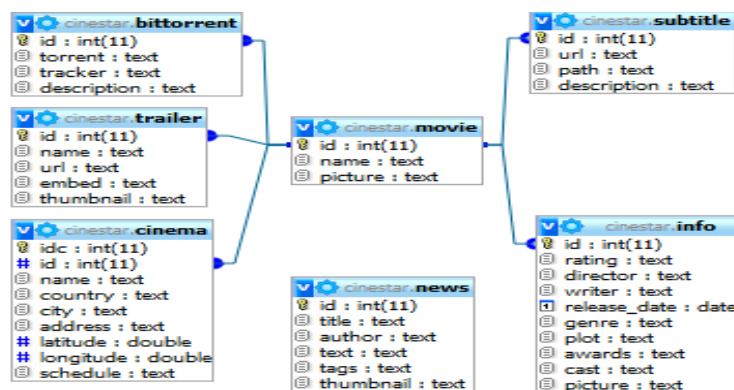 cinestar.bittorrent
id : int(11)
torrent : text
tracker : text
description : text
cinestar.trailer
id : int(11)
name : text
url : text
embed : text
thumbnail : text
cinestar.cinema
idc : int(11)
# id : int(11)
name : text
country : text
city : text
address : text
# latitude : double
# longitude : double
schedule : text
cinestar.movie
id : int(11)
name : text
picture : text
cinestar.news
id : int(11)
title : text
author : text
text : text
tags : text
thumbnail : text
cinestar.subtitle
id : int(11)
url : text
path : text
description : text
cinestar.info
id : int(11)
rating : text
director : text
writer : text
release_date : date
genre : text
plot : text
awards : text
cast : text
picture : text